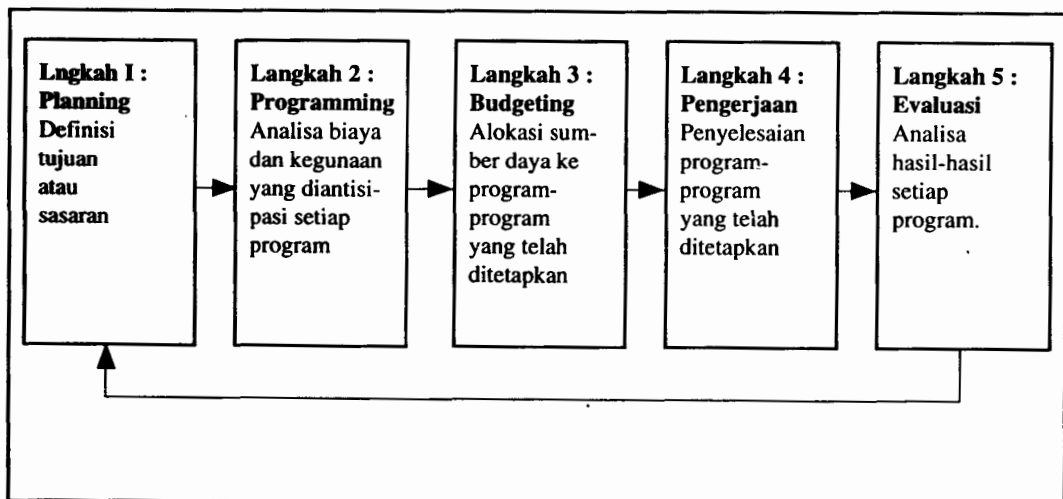 Lngkah I :
Planning
Definisi
tujuan
atau
sasaran
Langkah 2 :
Programming
Analisa biaya
dan kegunaan
yang diantisi-
pasi setiap
program
Langkah 3 :
Budgeting
Alokasi sum-
ber daya ke
program-
program
yang telah
ditetapkan
Langkah 4 :
Pengerjaan
Penyelesaian
program-
program
yang telah
ditetapkan
Langkah 5 :
Evaluasi
Analisa
hasil-hasil
setiap
program.